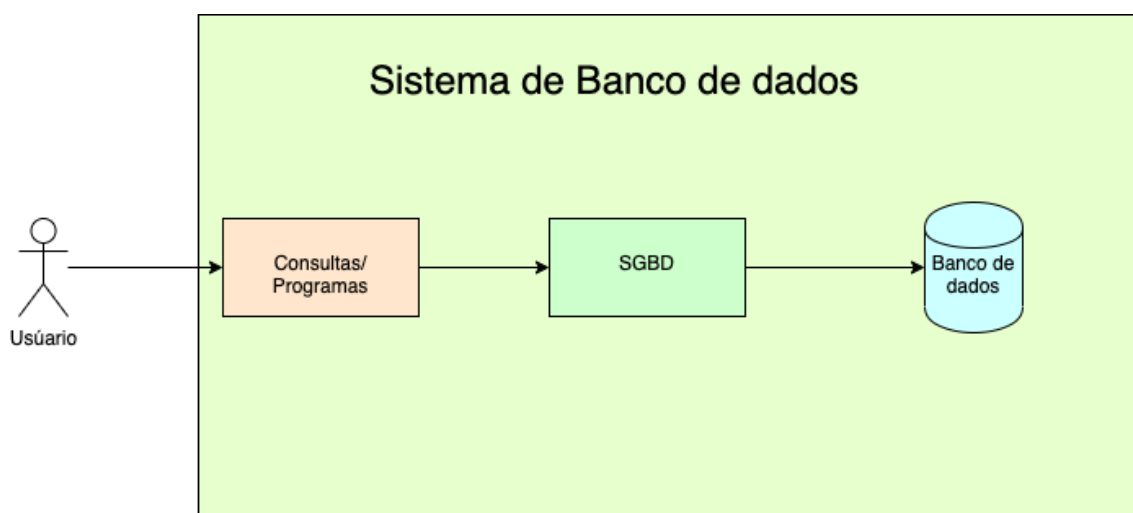 Sistema de Banco de dados
Consultas/
Programas
SGBD
Banco de
dados
Usúario